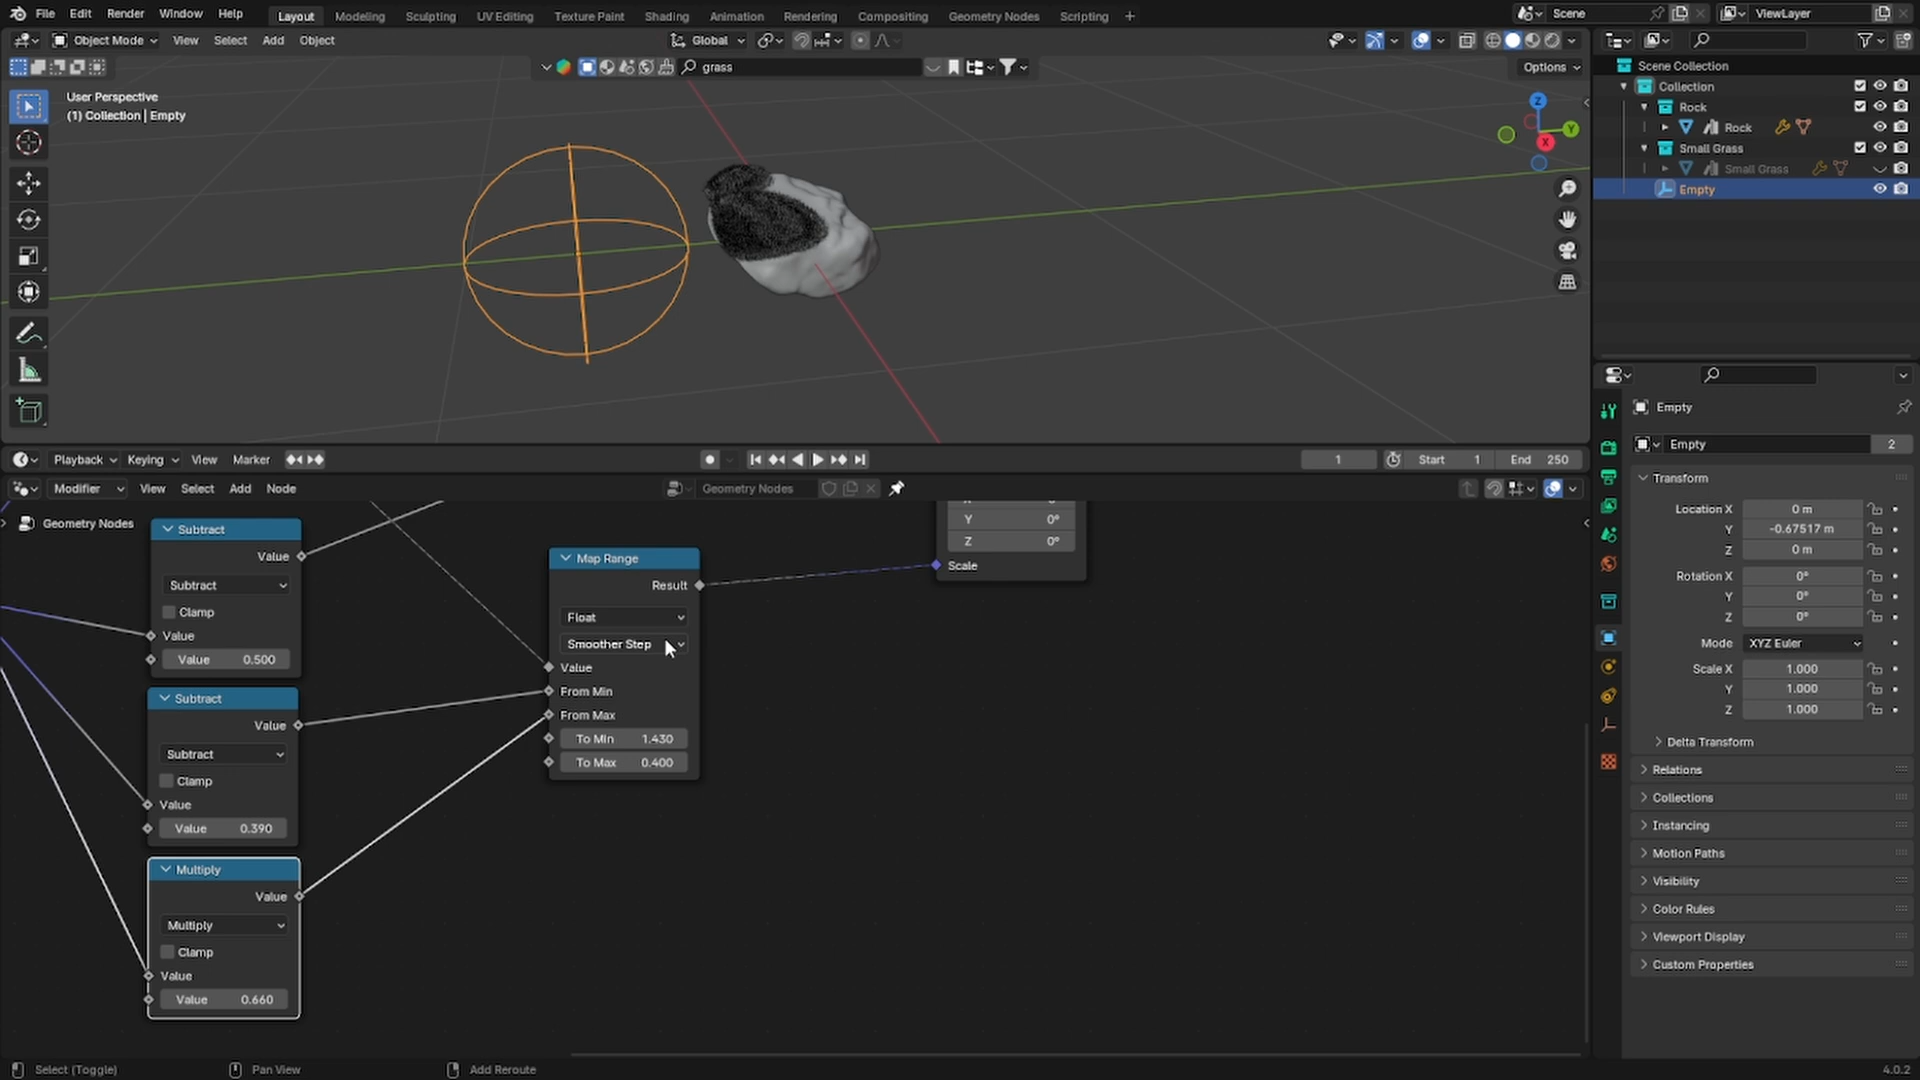 File Edit Render Window Help
Layout Modeling Sculpting UV Editing Texture Paint Shading Animation Rendering Compositing Geometry Nodes Scripting +
Scene
ViewLayer
Object Mode View Select Add Object
Global
grass
Options
User Perspective
(1) Collection | Empty
Z
Y
X
Scene Collection
Collection
Rock
Rock
Small Grass
Small Grass
Empty
Playback Keying View Marker
1 Start 1 End 250
Modifier View Select Add Node
Geometry Nodes
Geometry Nodes
Subtract
Value
Subtract
Clamp
Value
Value 0.500
Subtract
Value
Subtract
Clamp
Value
Value 0.390
Multiply
Value
Multiply
Clamp
Value
Value 0.660
Map Range
Result
Float
Smoother Step
Value
From Min
From Max
To Min 1.430
To Max 0.400
Y 0°
Z 0°
Scale
Empty
Empty 2
Transform
Location X 0 m
Y -0.67517 m
Z 0 m
Rotation X 0°
Y 0°
Z 0°
Mode XYZ Euler
Scale X 1.000
Y 1.000
Z 1.000
Delta Transform
Relations
Collections
Instancing
Motion Paths
Visibility
Color Rules
Viewport Display
Custom Properties
Select (Toggle) Pan View Add Reroute 4.0.2